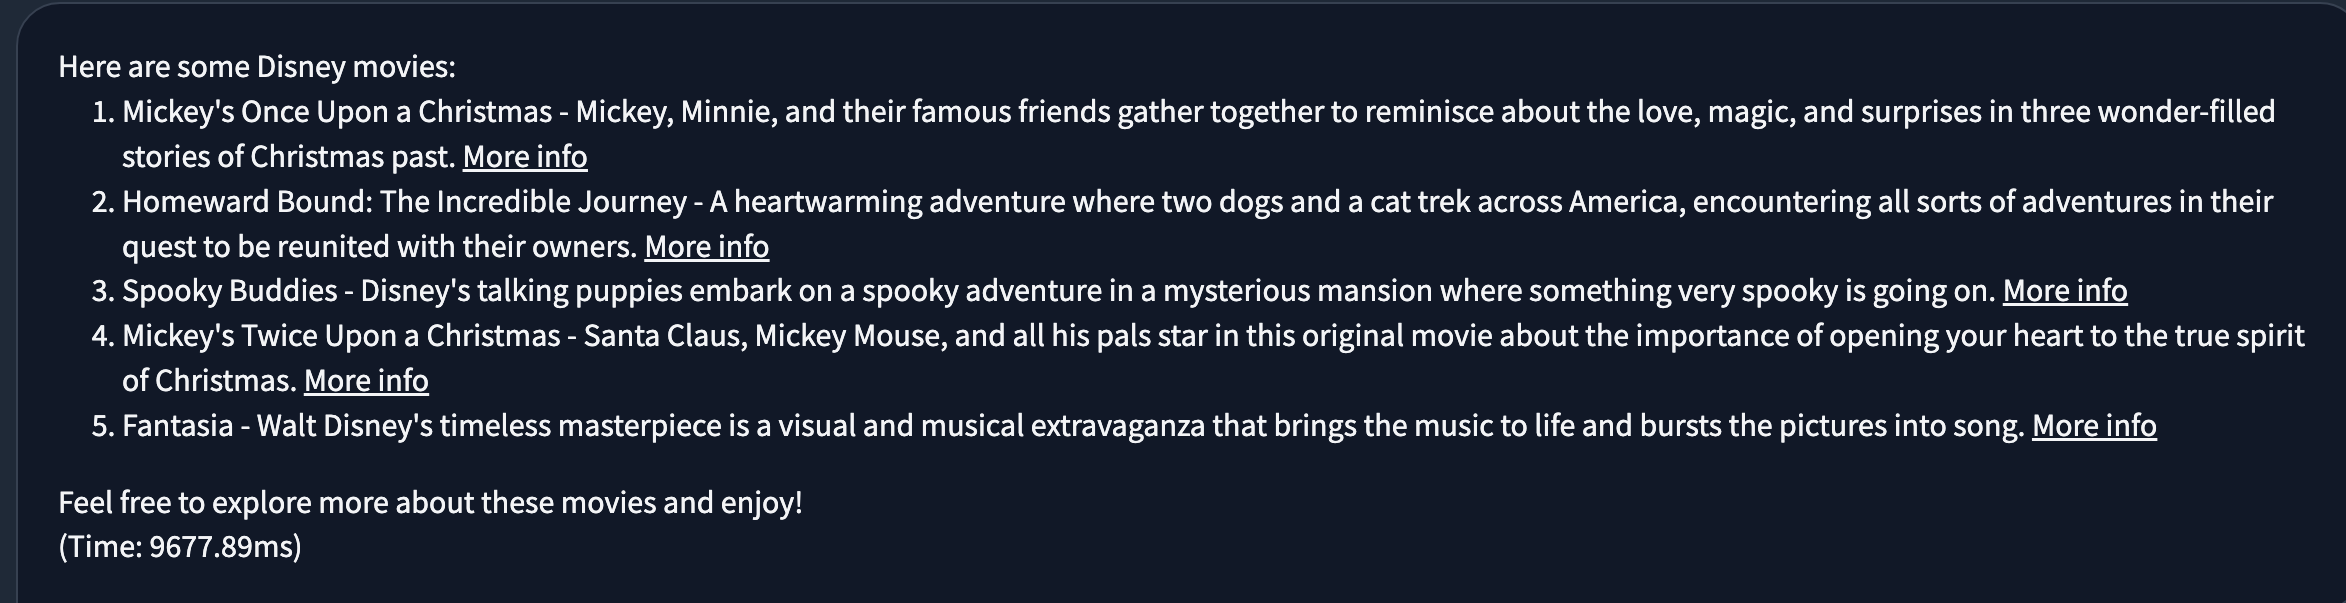 Here are some Disney movies:
1. Mickey's Once Upon a Christmas - Mickey, Minnie, and their famous friends gather together to reminisce about the love, magic, and surprises in three wonder-filled
stories of Christmas past. More info
2. Homeward Bound: The Incredible Journey - A heartwarming adventure where two dogs and a cat trek across America, encountering all sorts of adventures in their
quest to be reunited with their owners. More info
3. Spooky Buddies - Disney's talking puppies embark on a spooky adventure in a mysterious mansion where something very spooky is going on. More info
4. Mickey's Twice Upon a Christmas - Santa Claus, Mickey Mouse, and all his pals star in this original movie about the importance of opening your heart to the true spirit
of Christmas. More info
5. Fantasia - Walt Disney's timeless masterpiece is a visual and musical extravaganza that brings the music to life and bursts the pictures into song. More info
Feel free to explore more about these movies and enjoy!
(Time: 9677.89ms)